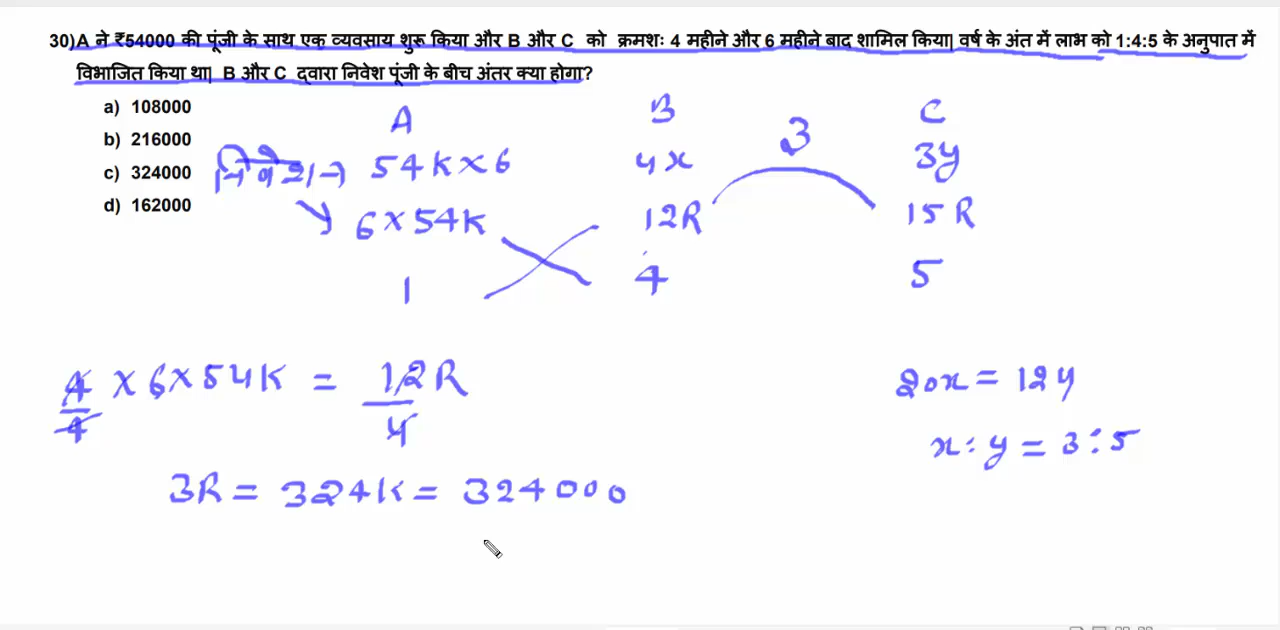 30)A ने ₹54000 की पूंजी के साथ एक व्यवसाय शुरू किया और B और C को क्रमशः 4 महीने और 6 महीने बाद शामिल किया| वर्ष के अंत में लाभ को 1:4:5 के अनुपात में
विभाजित किया था| B और C द्वारा निवेश पूंजी के बीच अंतर क्या होगा?
a) 108000
b) 216000
c) 324000
d) 162000
A B C
निवेश→ 54K×6 4x 3 3y
6×54K 12R 15R
1 4 5
4/4 × 6×54K = 12R/4
3R = 324K = 324000
20x = 12y
x:y = 3:5